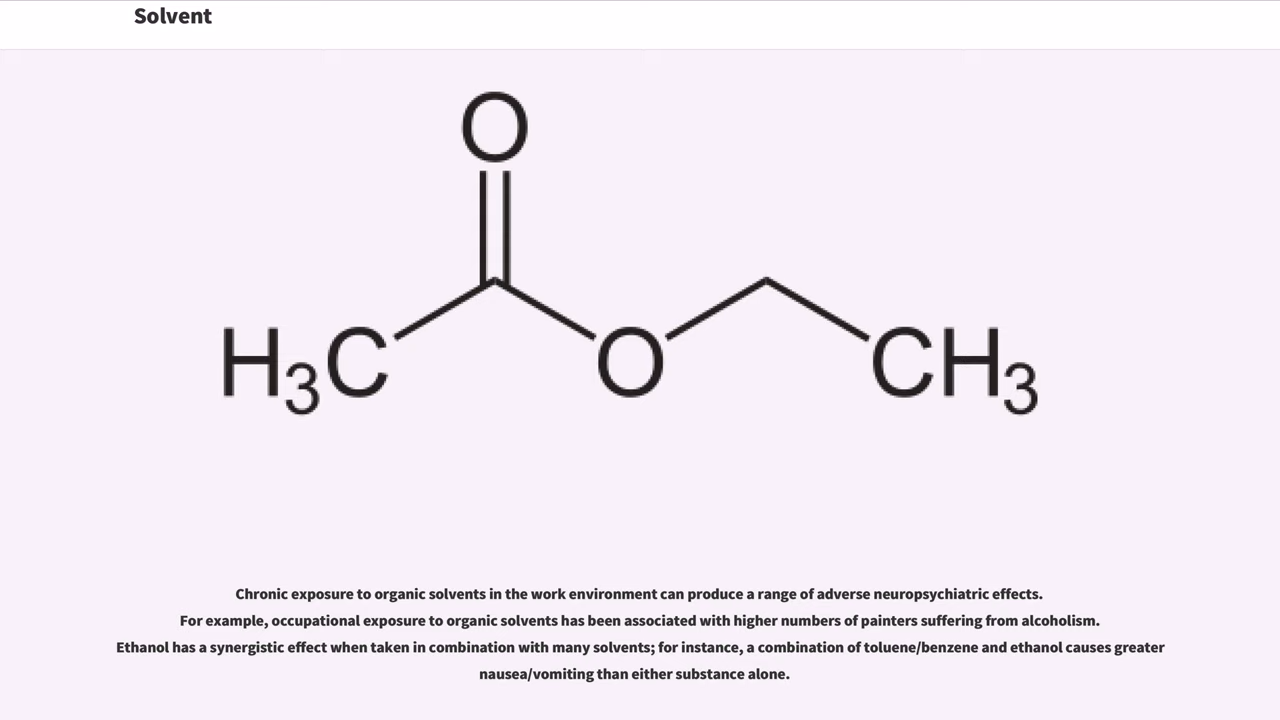 Solvent
O
H₃C
O
CH₃
Chronic exposure to organic solvents in the work environment can produce a range of adverse neuropsychiatric effects.
For example, occupational exposure to organic solvents has been associated with higher numbers of painters suffering from alcoholism.
Ethanol has a synergistic effect when taken in combination with many solvents; for instance, a combination of toluene/benzene and ethanol causes greater
nausea/vomiting than either substance alone.